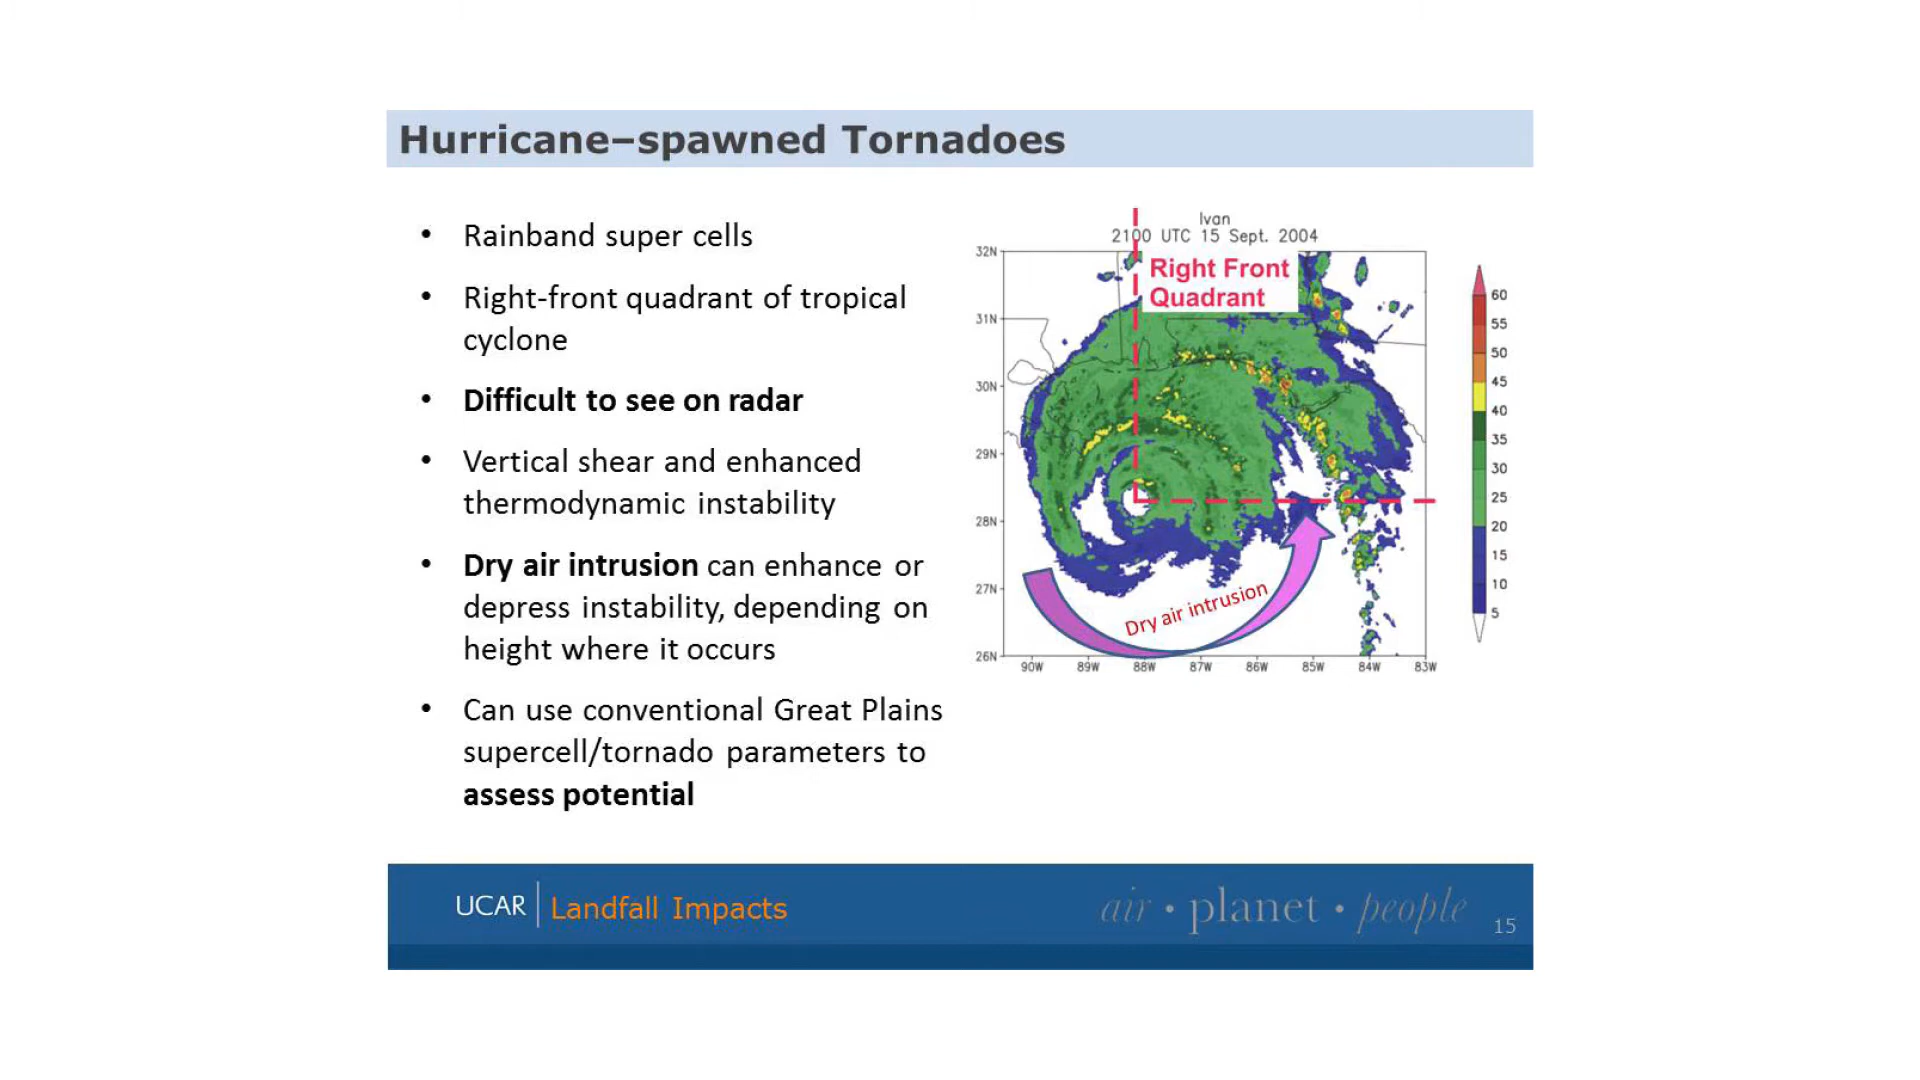 Hurricane–spawned Tornadoes
• Rainband super cells
• Right-front quadrant of tropical
cyclone
• Difficult to see on radar
• Vertical shear and enhanced
thermodynamic instability
• Dry air intrusion can enhance or
depress instability, depending on
height where it occurs
• Can use conventional Great Plains
supercell/tornado parameters to
assess potential
Ivan
2100 UTC 15 Sept. 2004
Right Front
Quadrant
32N
31N
30N
29N
28N
27N
26N
90W 89W 88W 87W 86W 85W 84W 83W
Dry air intrusion
60
55
50
45
40
35
30
25
20
15
10
5
UCAR Landfall Impacts
air • planet • people
15